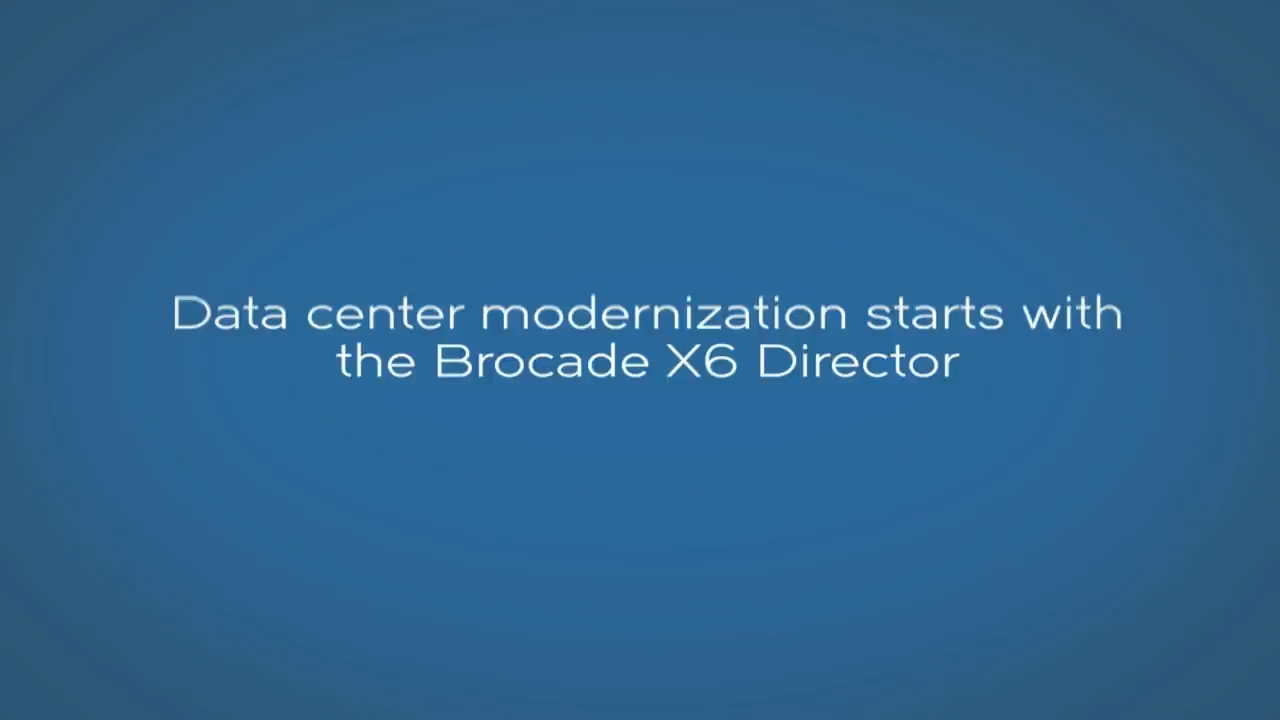 Data center modernization starts with
the Brocade X6 Director